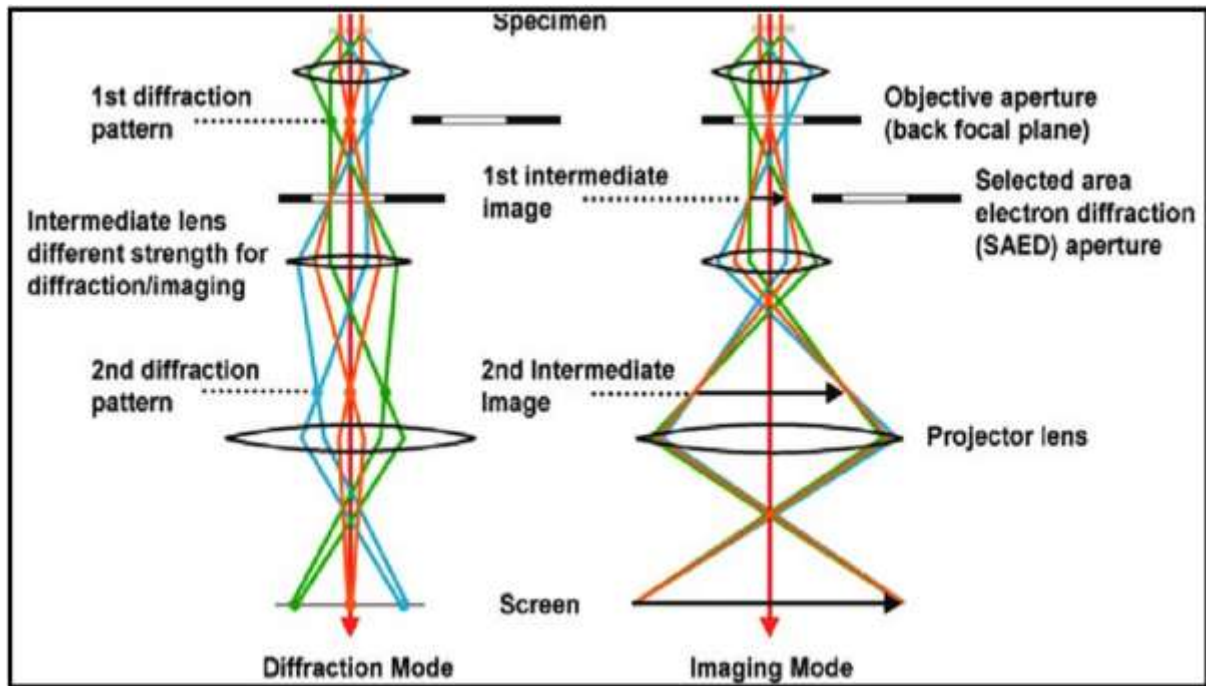 Specimen
1st diffraction
pattern
Objective aperture
(back focal plane)
1st intermediate
image
Selected area
electron diffraction
(SAED) aperture
Intermediate lens
different strength for
diffraction/imaging
2nd diffraction
pattern
2nd Intermediate
Image
Projector lens
Screen
Diffraction Mode
Imaging Mode